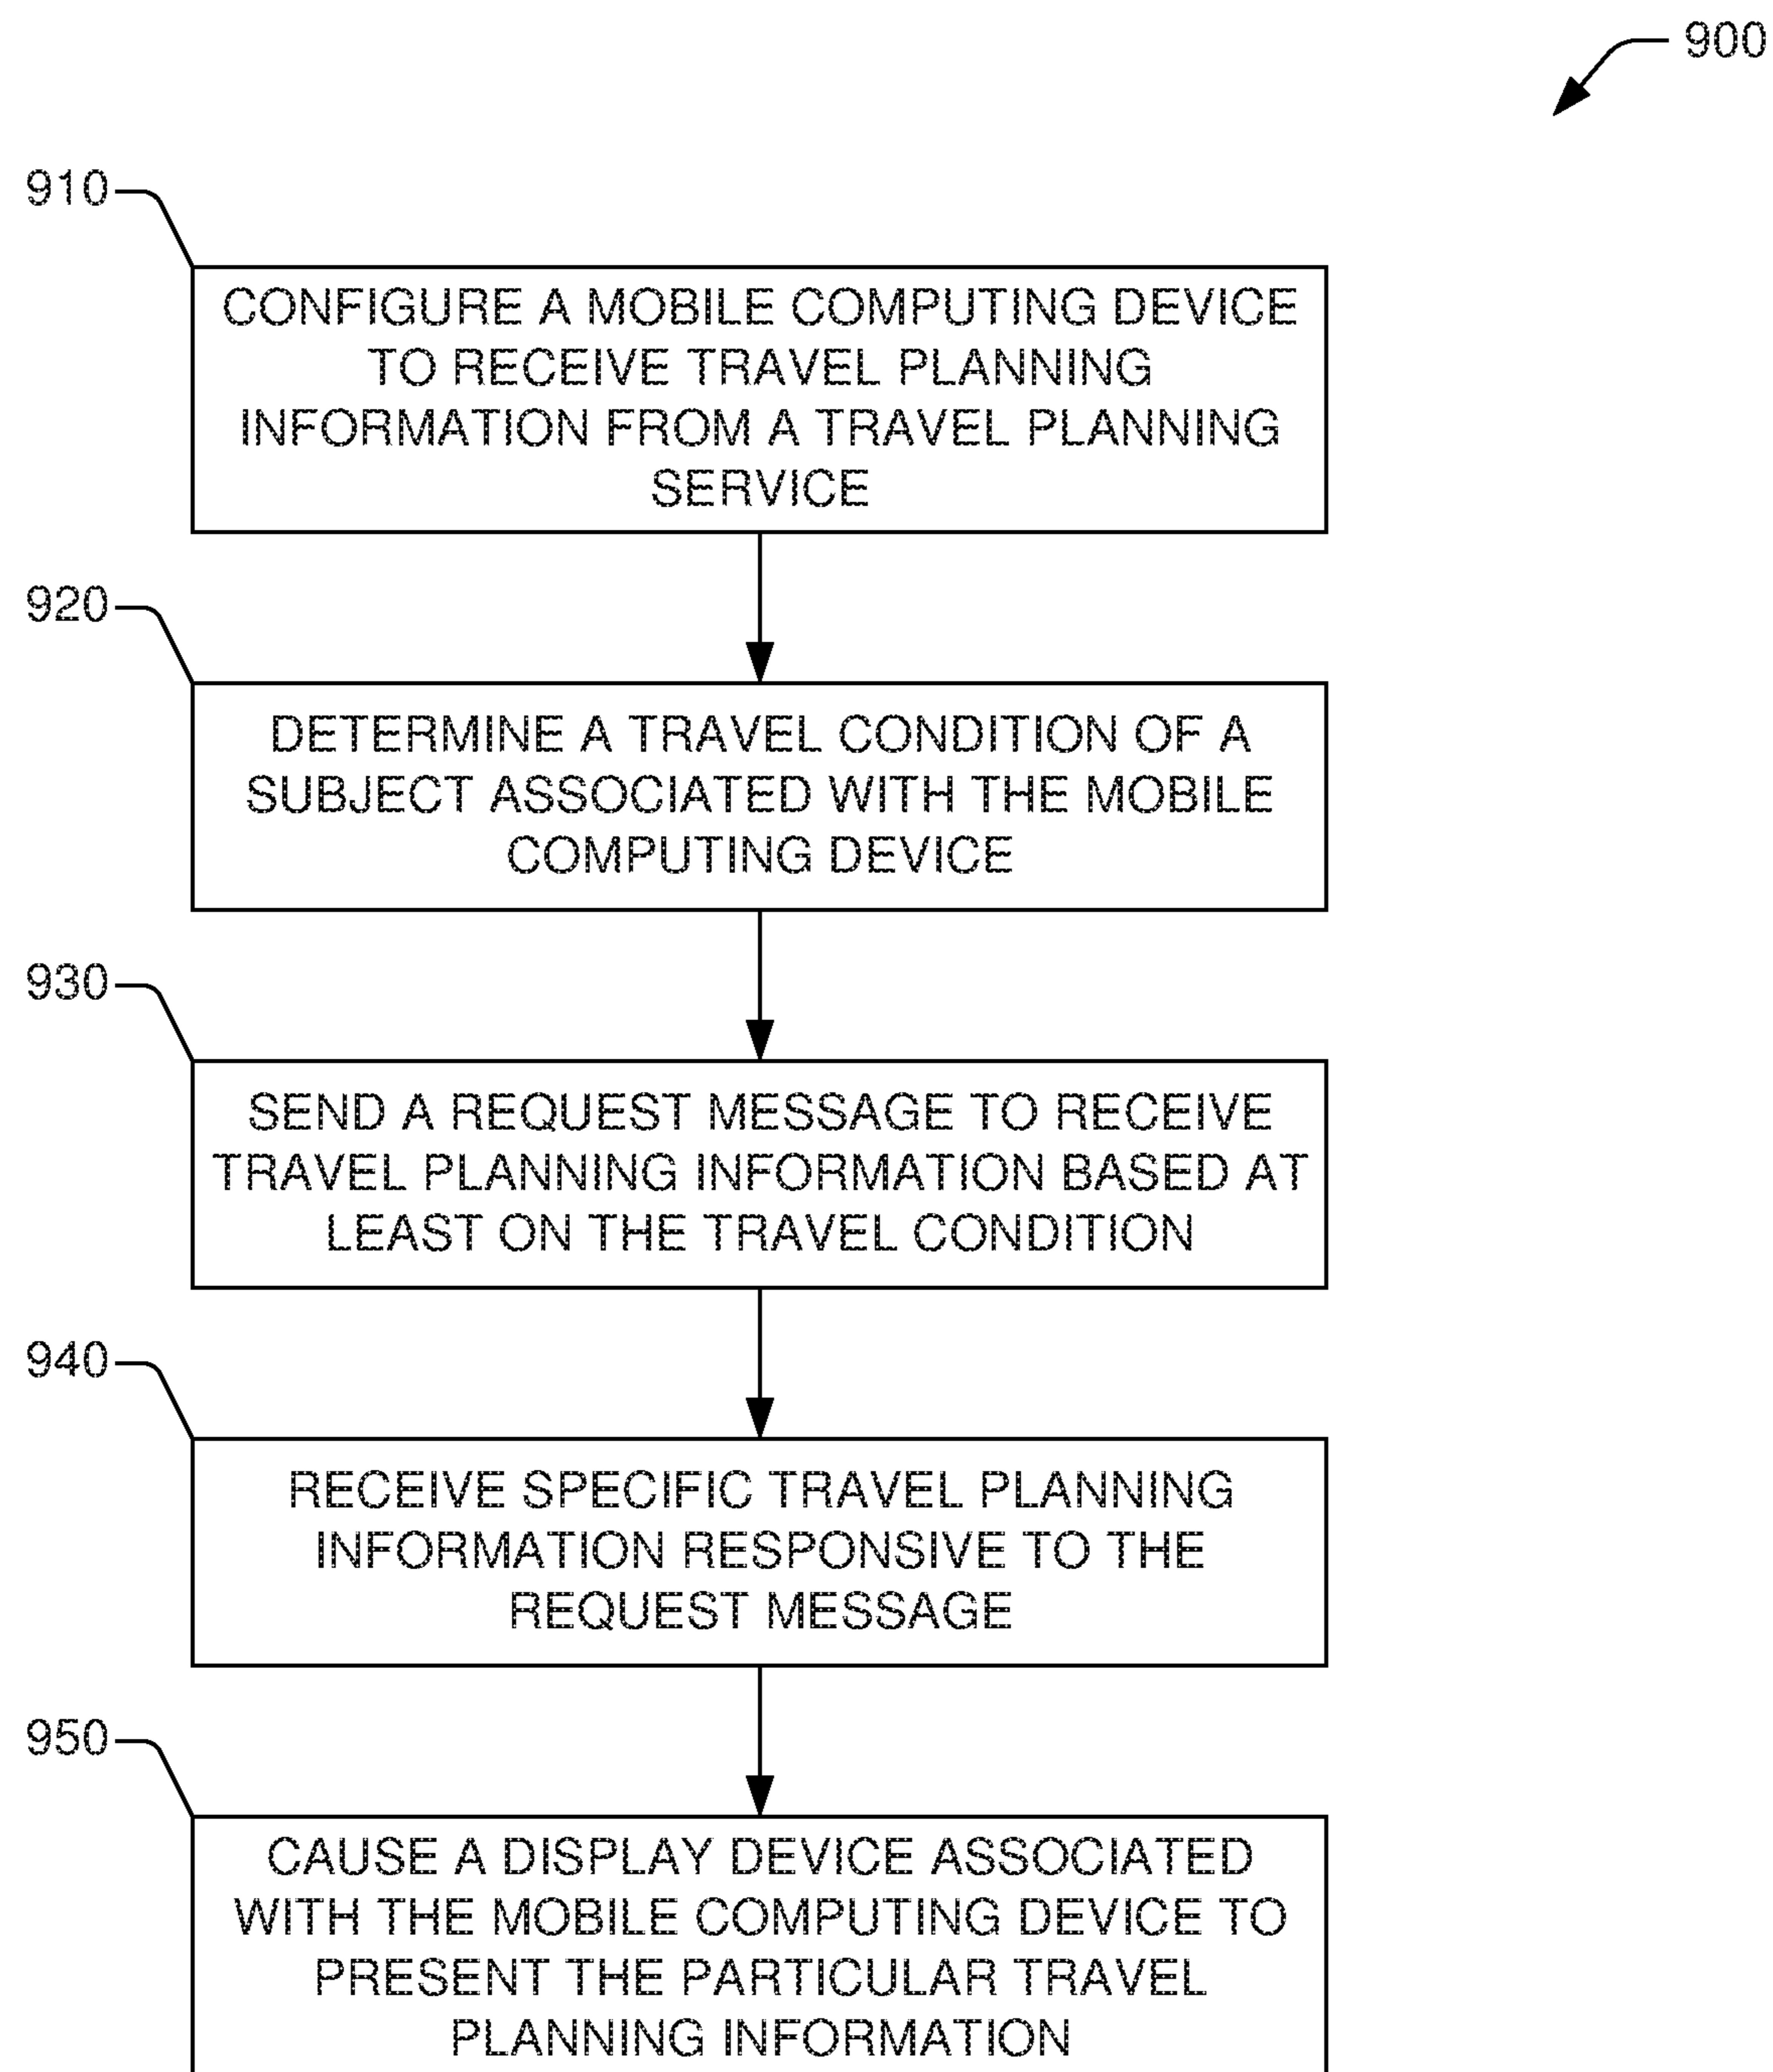 900
910
CONFIGURE A MOBILE COMPUTING DEVICE
TO RECEIVE TRAVEL PLANNING
INFORMATION FROM A TRAVEL PLANNING
SERVICE
920
DETERMINE A TRAVEL CONDITION OF A
SUBJECT ASSOCIATED WITH THE MOBILE
COMPUTING DEVICE
930
SEND A REQUEST MESSAGE TO RECEIVE
TRAVEL PLANNING INFORMATION BASED AT
LEAST ON THE TRAVEL CONDITION
940
RECEIVE SPECIFIC TRAVEL PLANNING
INFORMATION RESPONSIVE TO THE
REQUEST MESSAGE
950
CAUSE A DISPLAY DEVICE ASSOCIATED
WITH THE MOBILE COMPUTING DEVICE TO
PRESENT THE PARTICULAR TRAVEL
PLANNING INFORMATION